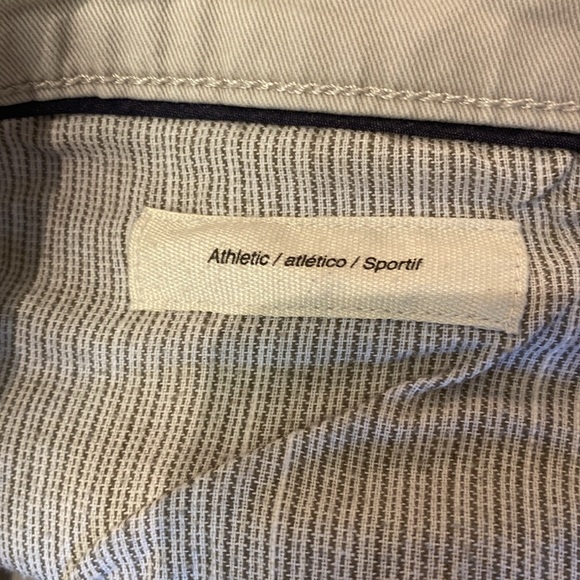 Athletic / atlético / Sportif